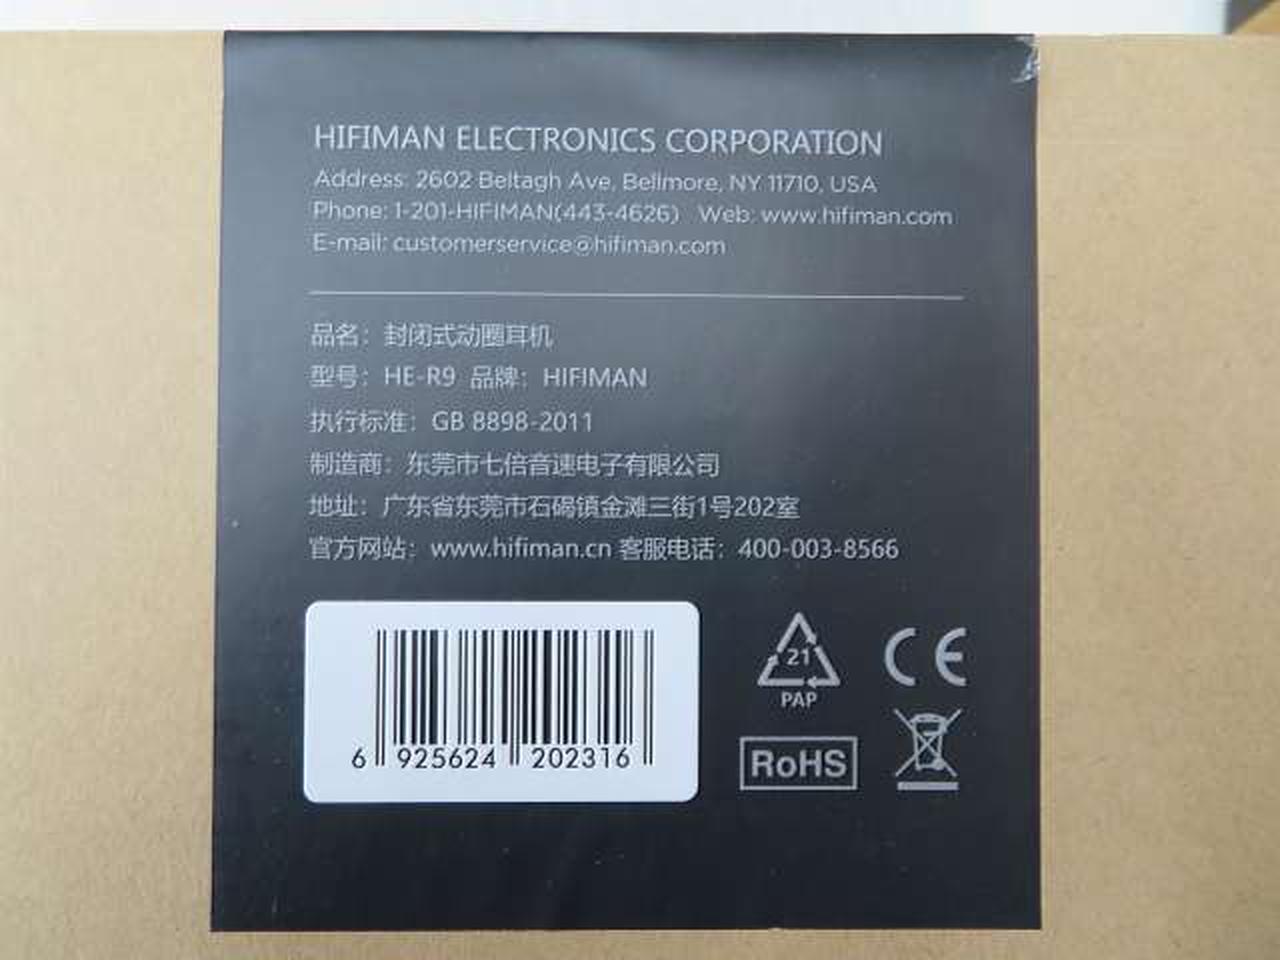 HIFIMAN ELECTRONICS CORPORATION
Address: 2602 Beltagh Ave, Bellmore, NY 11710, USA
Phone: 1-201-HIFIMAN(443-4626) Web: www.hifiman.com
E-mail: customerservice@hifiman.com
品名：封闭式动圈耳机
型号：HE-R9 品牌：HIFIMAN
执行标准：GB 8898-2011
制造商：东莞市七倍音速电子有限公司
地址：广东省东莞市石碣镇金滩三街1号202室
官方网站：www.hifiman.cn 客服电话：400-003-8566
6 925624 202316
21
PAP
CE
RoHS